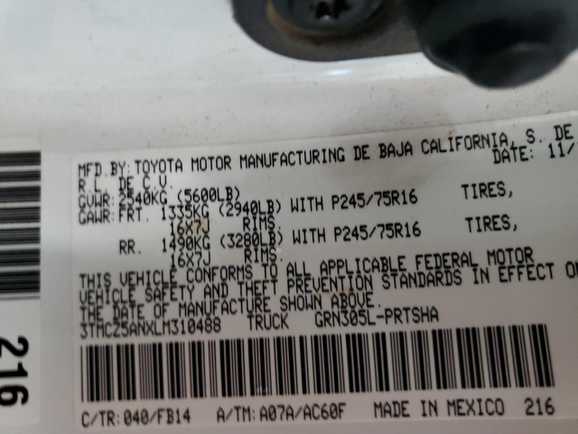 MFD.BY: TOYOTA MOTOR MANUFACTURING DE BAJA CALIFORNIA, S. DE
R.L. DE C.V. DATE: 11/
GVWR: 2540KG (5600LB)
GAWR: FRT. 1335KG (2940LB) WITH P245/75R16 TIRES,
16X7J RIMS,
RR. 1490KG (3280LB) WITH P245/75R16 TIRES,
16X7J RIMS.
THIS VEHICLE CONFORMS TO ALL APPLICABLE FEDERAL MOTOR
VEHICLE SAFETY AND THEFT PREVENTION STANDARDS IN EFFECT O
THE DATE OF MANUFACTURE SHOWN ABOVE.
3TMCZ5ANXLM310488 TRUCK GRN305L-PRTSHA
C/TR: 040/FB14 A/TM: A07A/AC60F MADE IN MEXICO 216
216